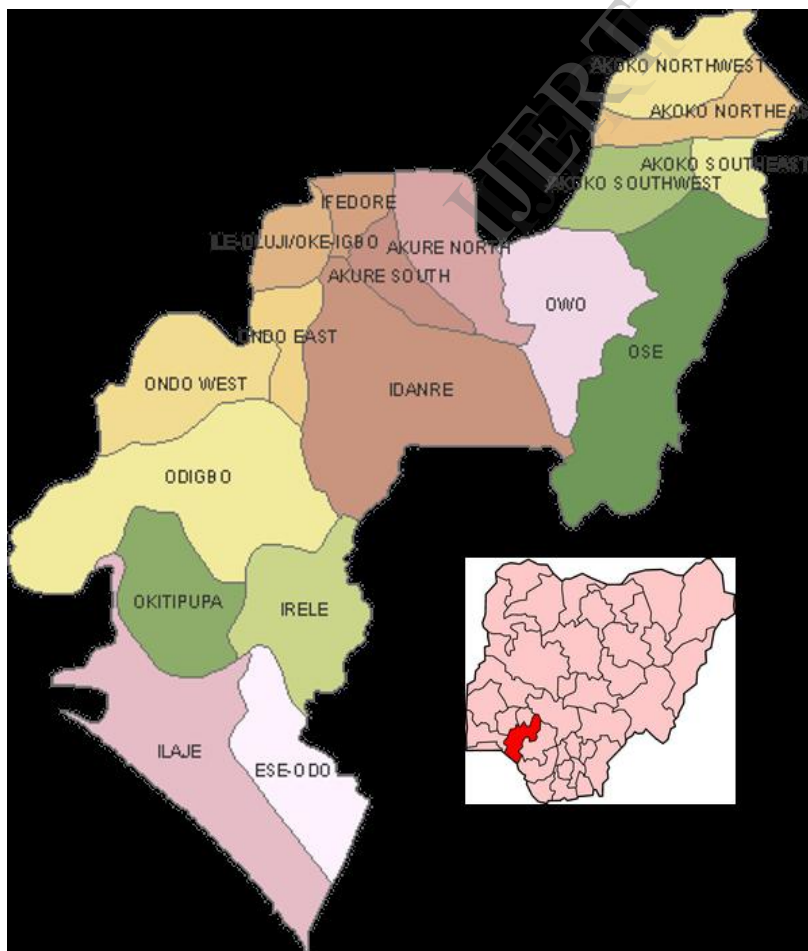 IJERT
AKOKO NORTHWEST
AKOKO NORTHEAS
AKOKO SOUTHEAST
AKOKO SOUTHWEST
IFEDORE
ILE-OLUJI/OKE-IGBO
AKURE NORTH
AKURE SOUTH
OWO
ONDO EAST
OSE
ONDO WEST
IDANRE
ODIGBO
OKITIPUPA
IRELE
ILAJE
ESE-ODO